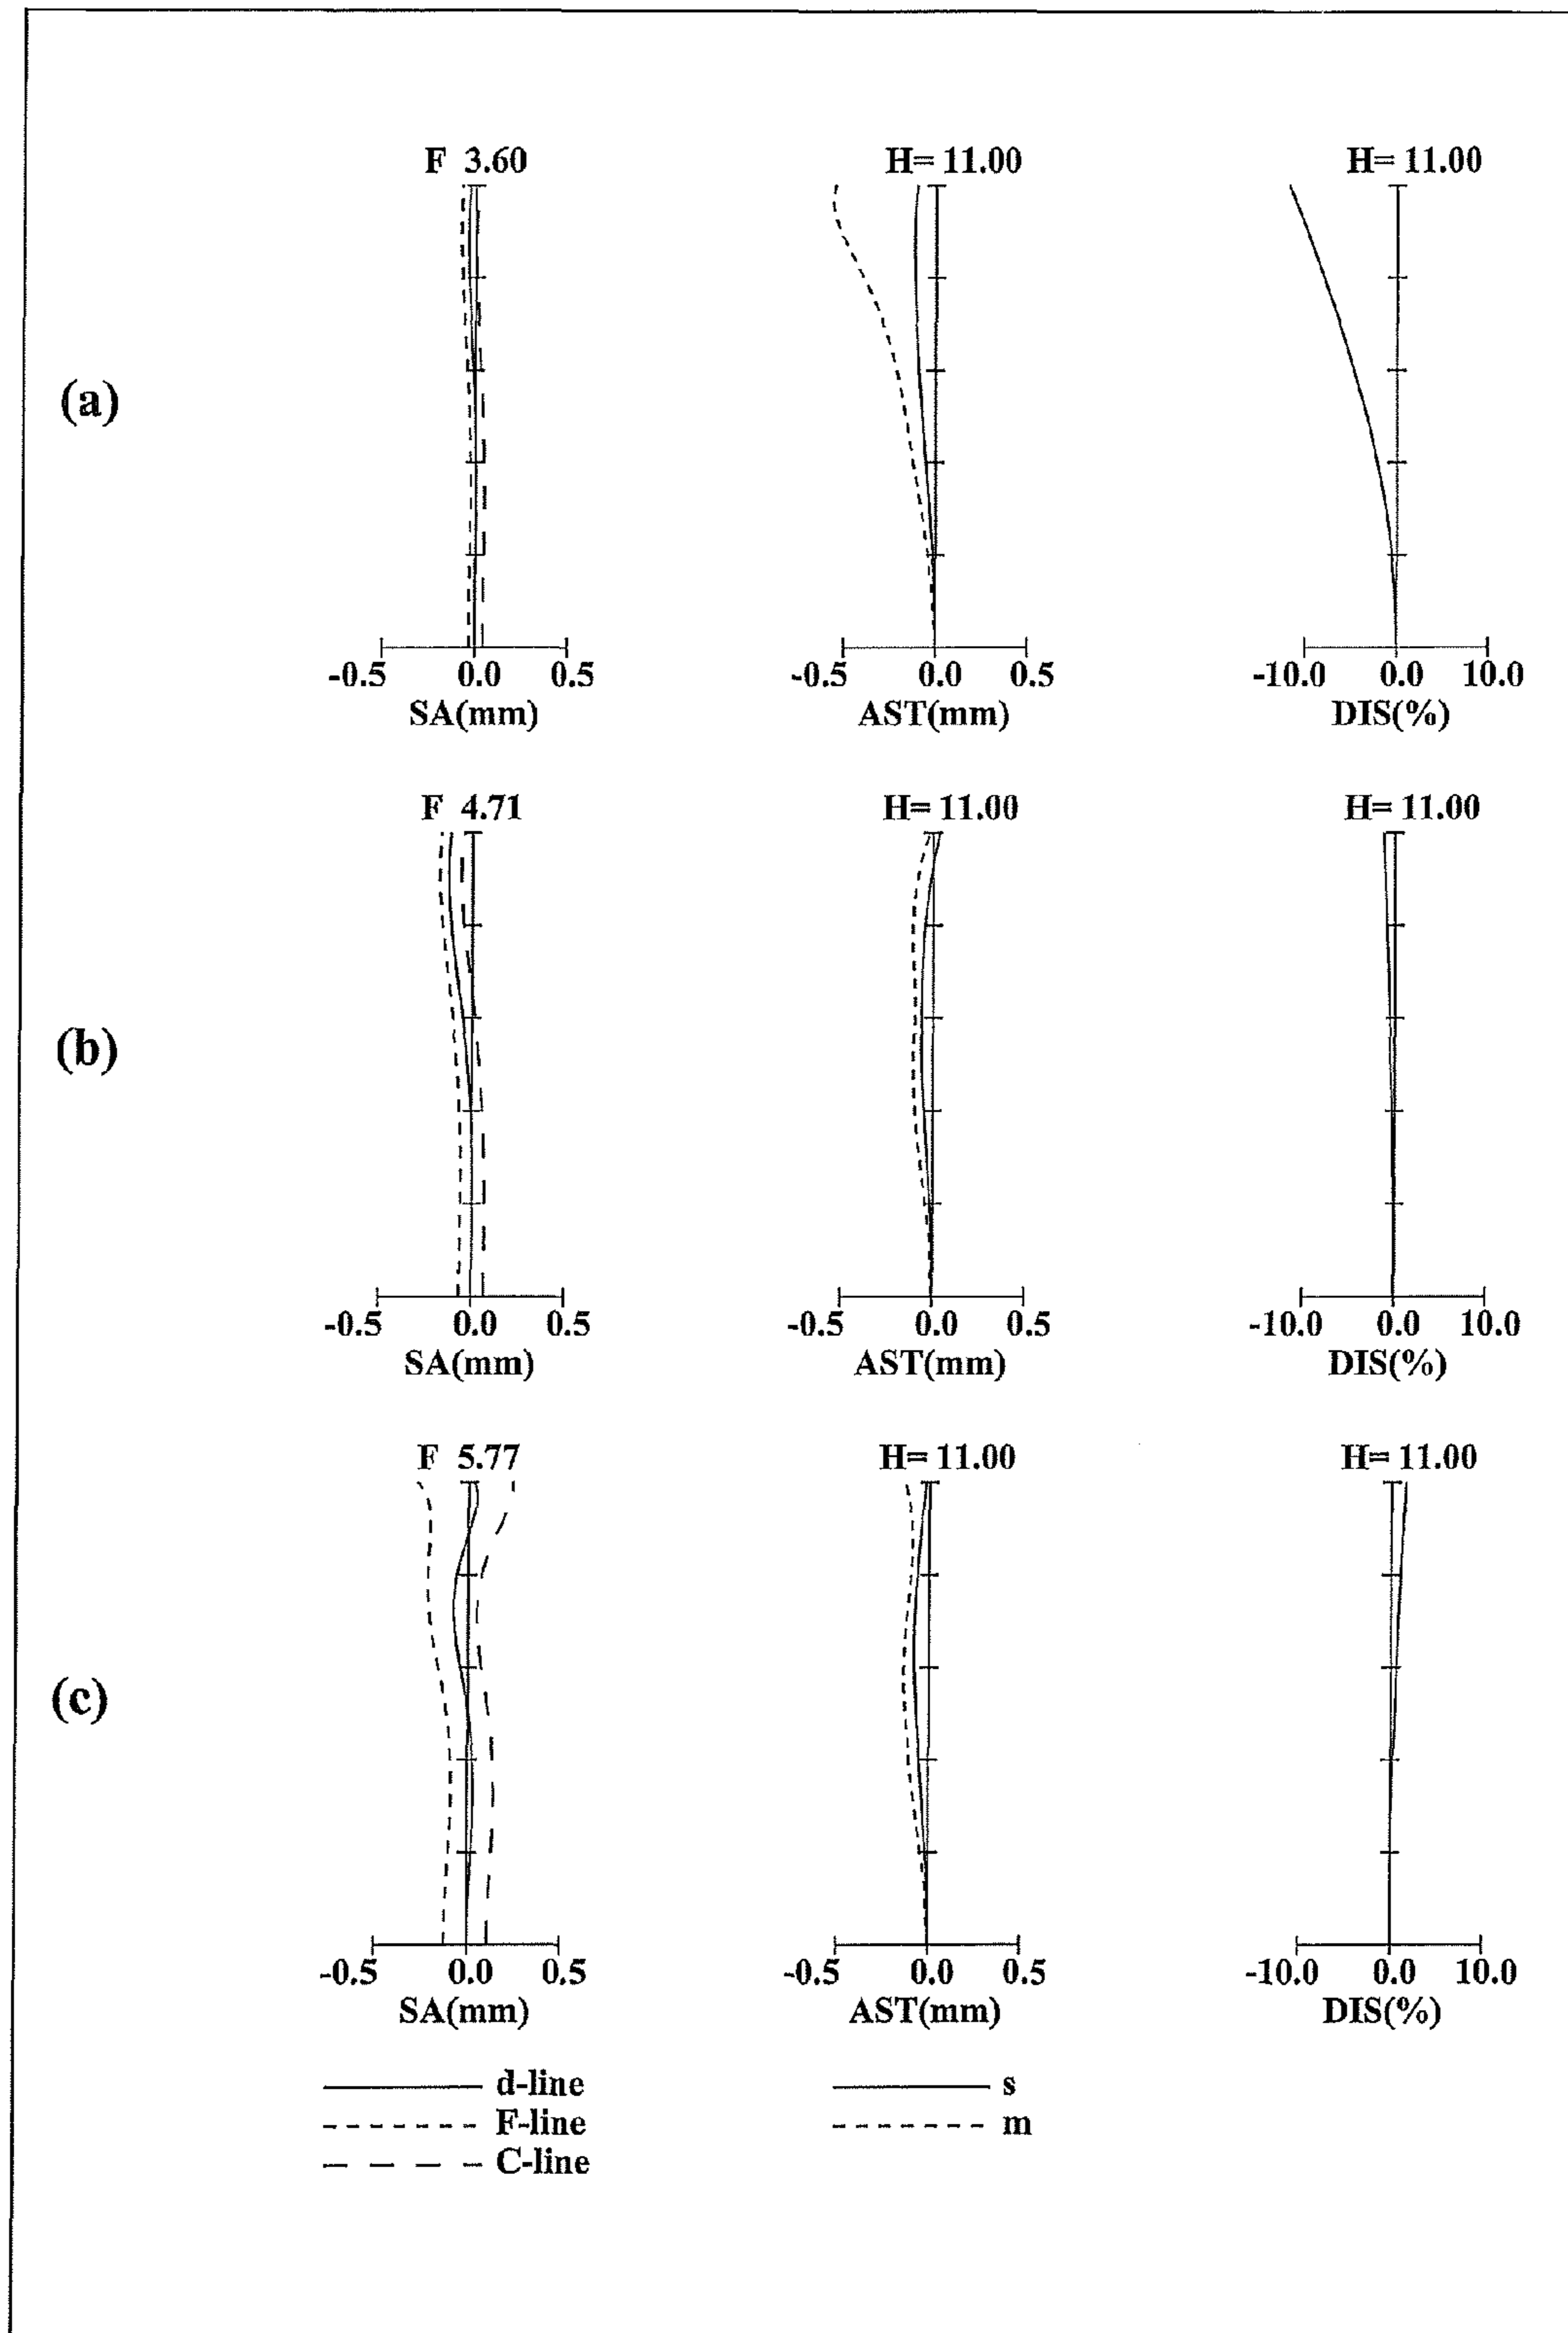 F 3.60 H= 11.00 H= 11.00
(a)
-0.5 0.0 0.5 -0.5 0.0 0.5 -10.0 0.0 10.0
SA(mm) AST(mm) DIS(%)
F 4.71 H= 11.00 H= 11.00
(b)
-0.5 0.0 0.5 -0.5 0.0 0.5 -10.0 0.0 10.0
SA(mm) AST(mm) DIS(%)
F 5.77 H= 11.00 H= 11.00
(c)
-0.5 0.0 0.5 -0.5 0.0 0.5 -10.0 0.0 10.0
SA(mm) AST(mm) DIS(%)
d-line s
F-line m
C-line